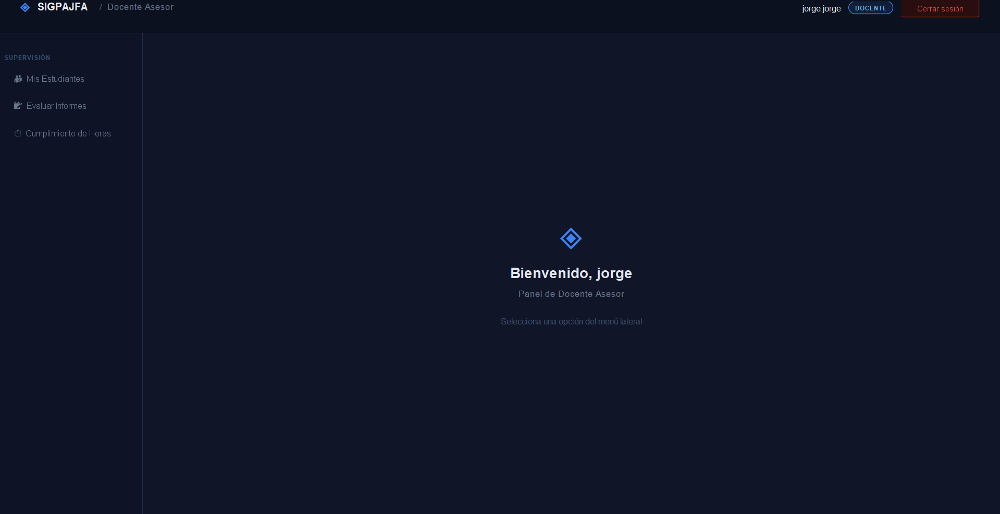 SIGPAJFA / Docente Asesor
jorge jorge DOCENTE Cerrar sesión
SUPERVISIÓN
Mis Estudiantes
Evaluar Informes
Cumplimiento de Horas
Bienvenido, jorge
Panel de Docente Asesor
Selecciona una opción del menú lateral